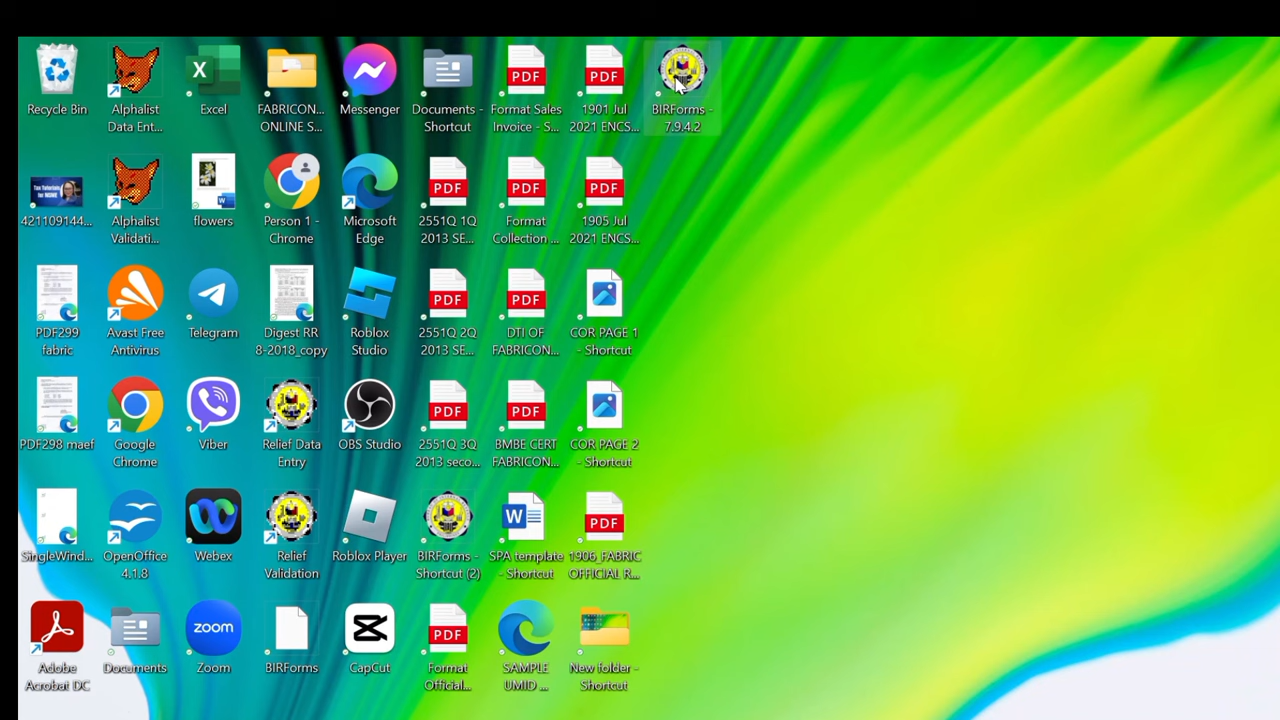 Recycle Bin
Alphalist
Data Ent...
Excel
FABRICON...
ONLINE S...
Messenger
Documents -
Shortcut
PDF
Format Sales
Invoice - S...
PDF
1901 Jul
2021 ENCS...
BIRForms -
7.9.4.2
421109144...
Alphalist
Validati...
flowers
Person 1 -
Chrome
Microsoft
Edge
PDF
2551Q 1Q
2013 SE...
PDF
Format
Collection ...
PDF
1905 Jul
2021 ENCS...
PDF299
fabric
Avast Free
Antivirus
Telegram
Digest RR
8-2018_copy
Roblox
Studio
PDF
2551Q 2Q
2013 SE...
PDF
DTI OF
FABRICON...
COR PAGE 1
- Shortcut
PDF298 maef
Google
Chrome
Viber
Relief Data
Entry
OBS Studio
PDF
2551Q 3Q
2013 seco...
PDF
BMBE CERT
FABRICON...
COR PAGE 2
- Shortcut
SingleWind...
OpenOffice
4.1.8
Webex
Relief
Validation
Roblox Player
BIRForms -
Shortcut (2)
SPA template
- Shortcut
PDF
1906_FABRIC
OFFICIAL R...
Adobe
Acrobat DC
Documents
zoom
Zoom
BIRForms
CapCut
PDF
Format
Official...
SAMPLE
UMID ...
New folder -
Shortcut